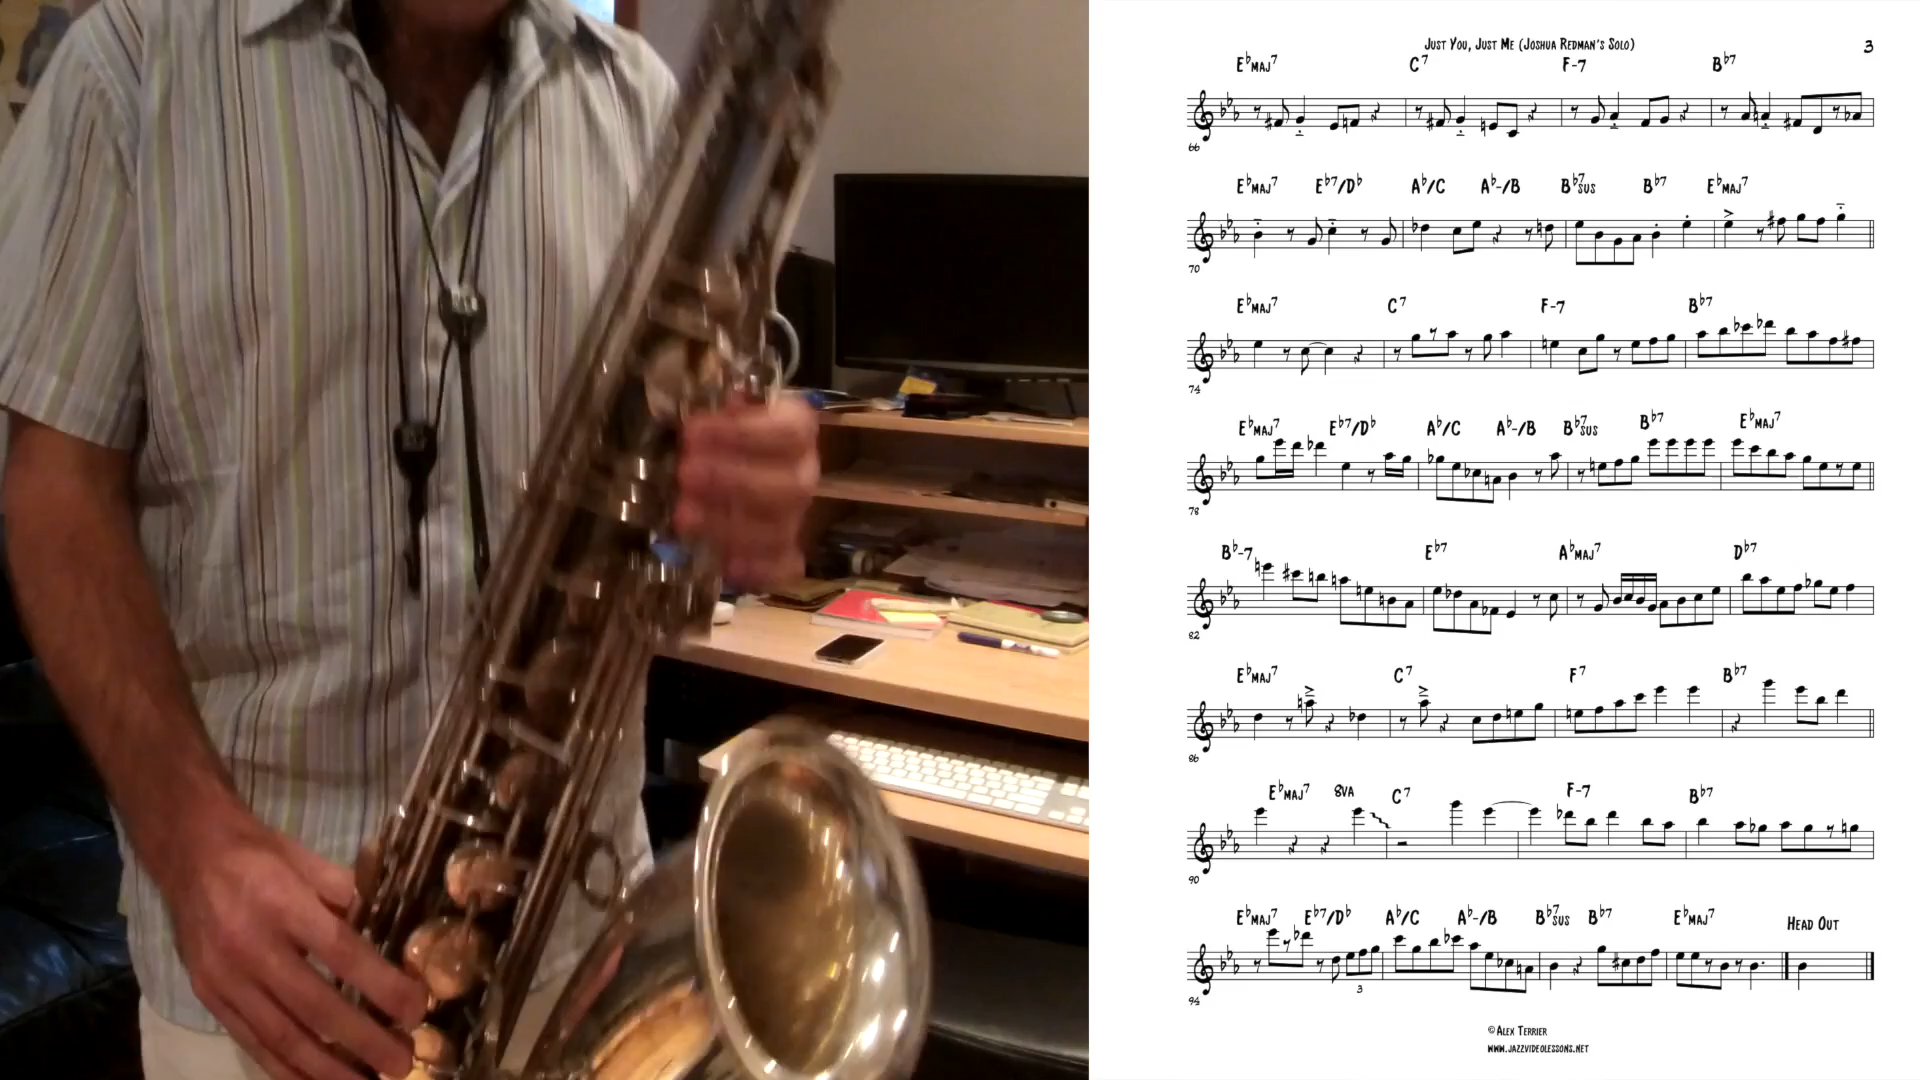 Just You, Just Me (Joshua Redman's Solo)
3
E♭maj7 C7 F-7 B♭7
66
E♭maj7 E♭7/D♭ A♭/C A♭-/B B♭7sus B♭7 E♭maj7
70
E♭maj7 C7 F-7 B♭7
74
E♭maj7 E♭7/D♭ A♭/C A♭-/B B♭7sus B♭7 E♭maj7
78
B♭-7 E♭7 A♭maj7 D♭7
82
E♭maj7 C7 F7 B♭7
86
E♭maj7 8va C7 F-7 B♭7
90
E♭maj7 E♭7/D♭ A♭/C A♭-/B B♭7sus B♭7 E♭maj7 Head Out
3
94
©Alex Terrier
www.jazzvideolessons.net